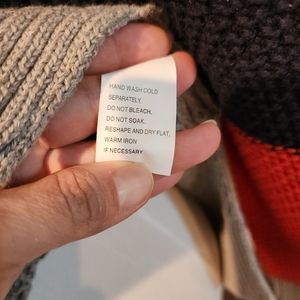 HAND WASH COLD
SEPARATELY.
DO NOT BLEACH.
DO NOT SOAK.
RESHAPE AND DRY FLAT.
WARM IRON
IF NECESSARY